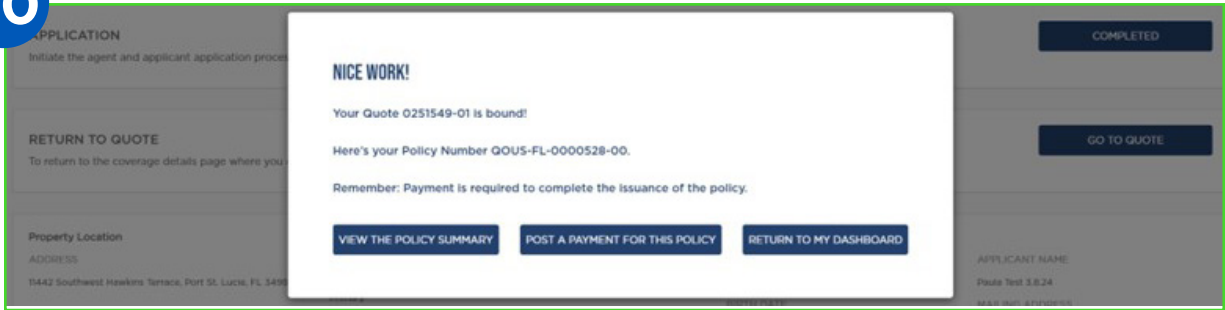 APPLICATION
COMPLETED
Initiate the agent and applicant application
NICE WORK!
Your Quote 0251549-01 is bound!
RETURN TO QUOTE
GO TO QUOTE
Here's your Policy Number QOUS-FL-0000528-00.
To return to the coverage details page where you
Remember: Payment is required to complete the issuance of the policy.
Property Location
VIEW THE POLICY SUMMARY
POST A PAYMENT FOR THIS POLICY
RETURN TO MY DASHBOARD
ADDRESS
APPLICANT NAME
11442 Southwest Hawkins Terrace, Port St. Lucie, FL
Paula Test 3.8.24
BIRTH DATE
MAILING ADDRESS